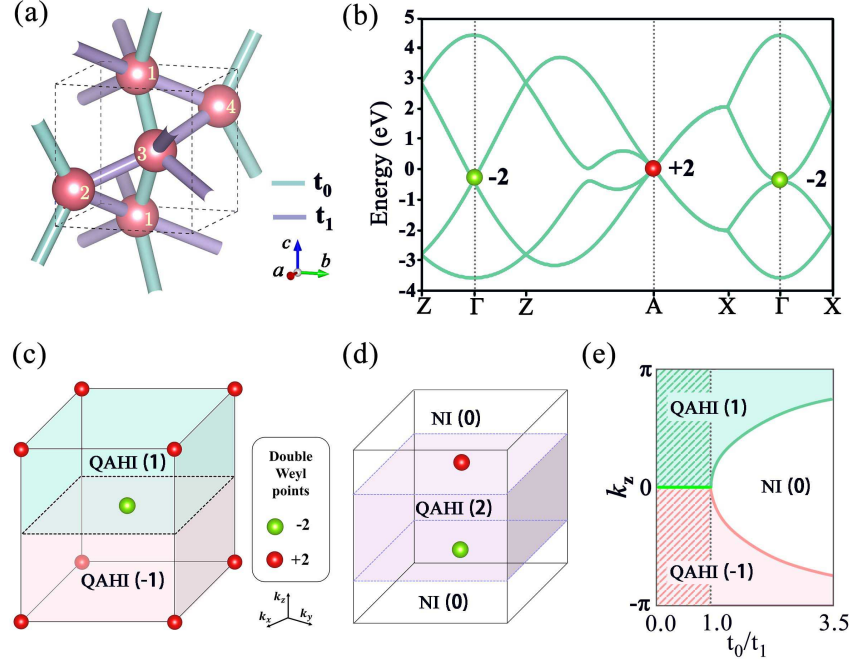 (a)
1
4
3
2
1
t0
t1
c
a
b
(b)
Energy (eV)
5
4
3
2
1
0
-1
-2
-3
-4
-2
+2
-2
Z Γ Z A X Γ X
(c)
QAHI (1)
QAHI (-1)
Double
Weyl
points
-2
+2
kz
kx
ky
(d)
NI (0)
QAHI (2)
NI (0)
(e)
π
QAHI (1)
kz
0
NI (0)
QAHI (-1)
-π
0.0 1.0 3.5
t0/t1